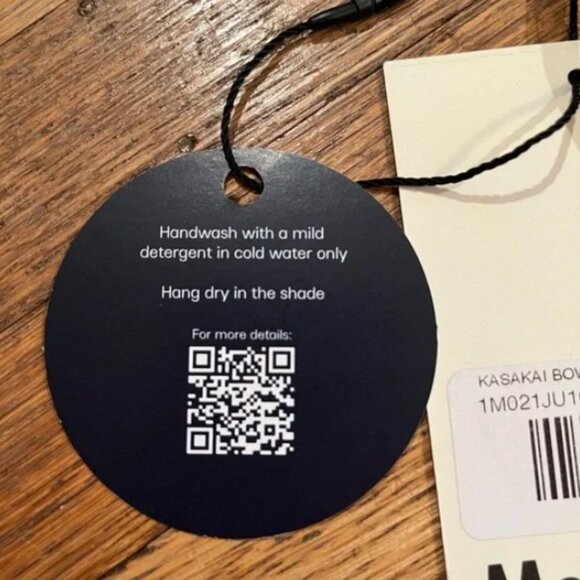 Handwash with a mild
detergent in cold water only
Hang dry in the shade
For more details:
KASAKAI